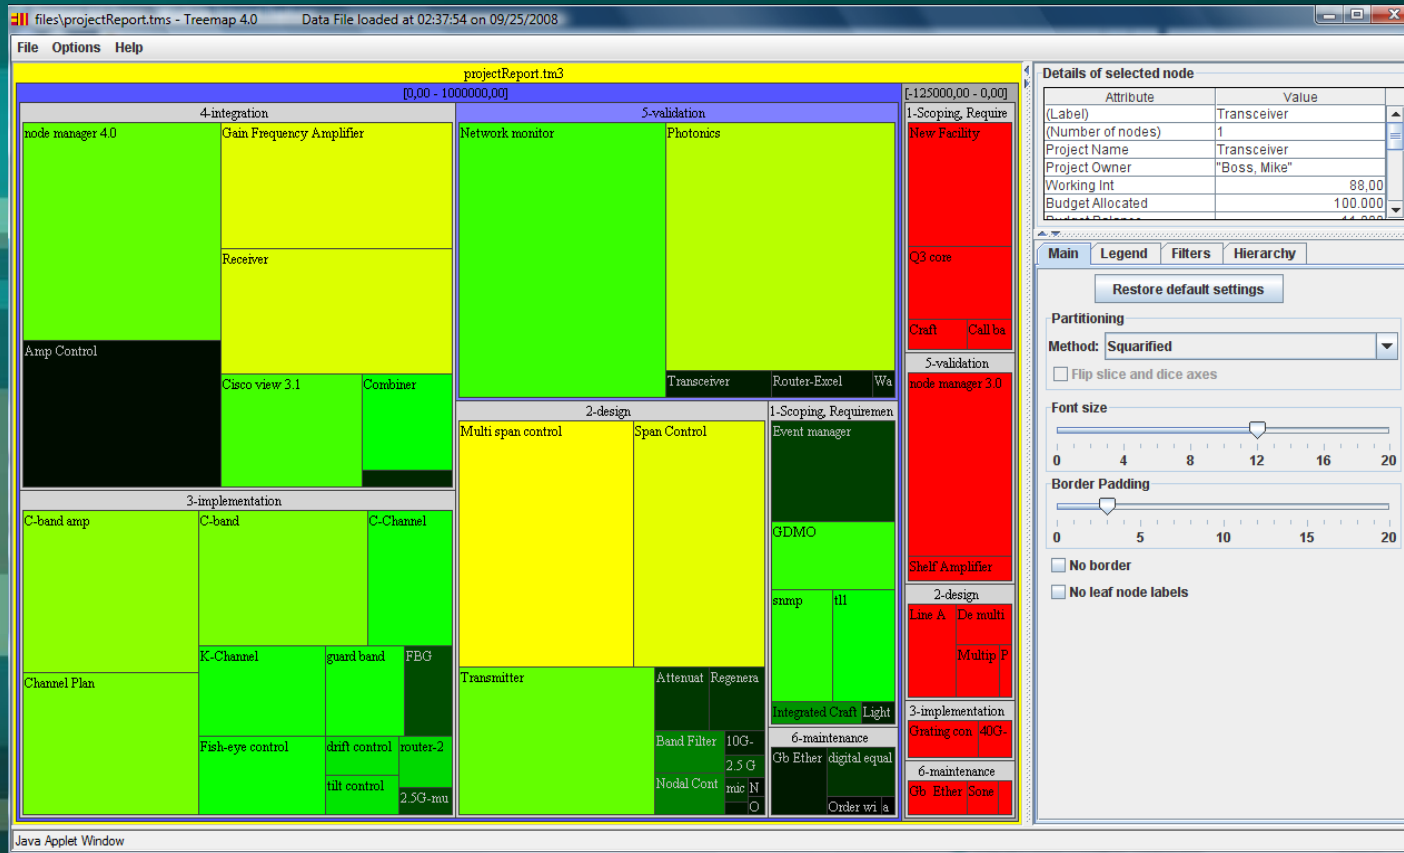 files\projectReport.tms - Treemap 4.0 Data File loaded at 02:37:54 on 09/25/2008
File Options Help
projectReport.tm3
[0,00 - 1000000,00]
4-integration
node manager 4.0
Gain Frequency Amplifier
Receiver
Amp Control
Cisco view 3.1
Combiner
5-validation
Network monitor
Photonics
Transceiver
Router-Excel
Wa
3-implementation
C-band amp
C-band
C-Channel
Channel Plan
K-Channel
guard band
FBG
Fish-eye control
drift control
router-2
tilt control
2.5G-mu
2-design
Multi span control
Span Control
Transmitter
Attenuat
Regenera
Band Filter
10G-
2.5 G
Nodal Cont
mic
N
O
1-Scoping, Requiremen
Event manager
GDMO
snmp
tl1
Integrated Craft
Light
6-maintenance
Gb Ether
digital equal
Order wi
a
[-125000,00 - 0,00]
1-Scoping, Require
New Facility
Q3 core
Craft
Call ba
5-validation
node manager 3.0
Shelf Amplifier
2-design
Line A
De multi
Multip
P
3-implementation
Grating con
40G-
6-maintenance
Gb Ether
Sone
Details of selected node
Attribute Value
(Label) Transceiver
(Number of nodes) 1
Project Name Transceiver
Project Owner "Boss, Mike"
Working Int 88,00
Budget Allocated 100.000
Budget Balance 11.000
Main Legend Filters Hierarchy
Restore default settings
Partitioning
Method: Squarified
Flip slice and dice axes
Font size
0 4 8 12 16 20
Border Padding
0 5 10 15 20
No border
No leaf node labels
Java Applet Window